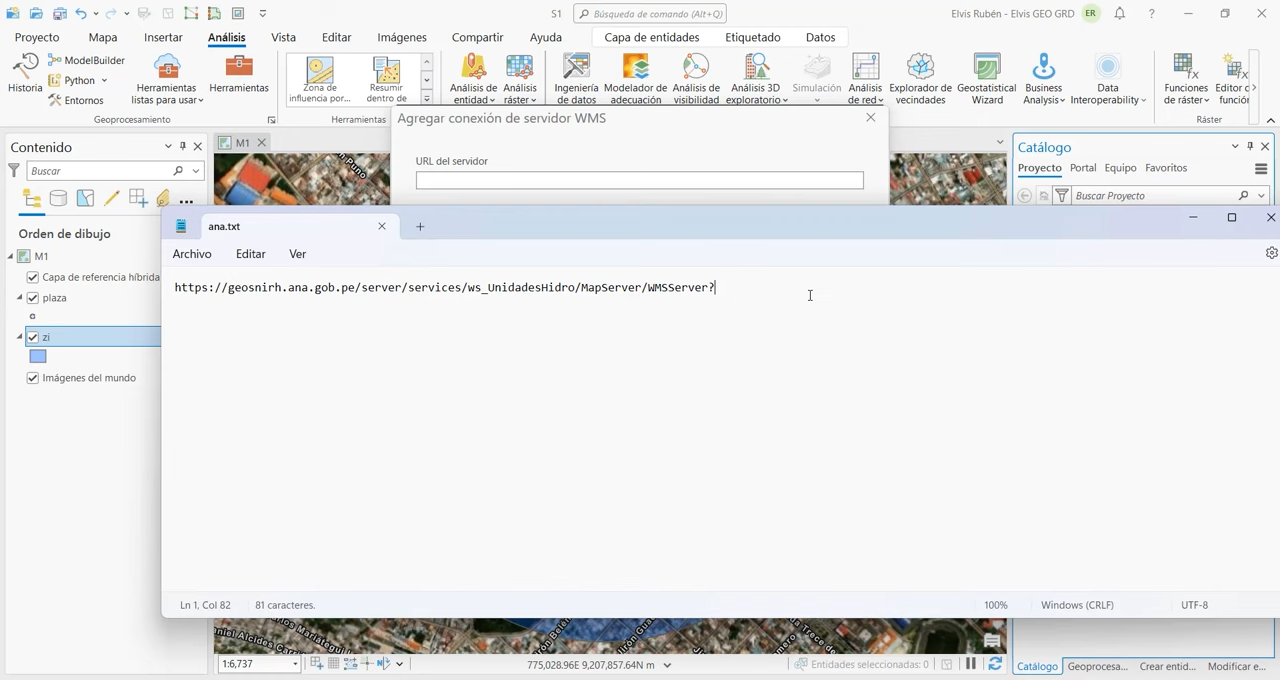 S1
Búsqueda de comando (Alt+Q)
Elvis Rubén - Elvis GEO GRD
ER
?
Proyecto
Mapa
Insertar
Análisis
Vista
Editar
Imágenes
Compartir
Ayuda
Capa de entidades
Etiquetado
Datos
Historia
ModelBuilder
Python
Entornos
Herramientas
listas para usar
Herramientas
Zona de
influencia por...
Resumir
dentro de
Análisis de
entidad
Análisis
ráster
Ingeniería
de datos
Modelador de
adecuación
Análisis de
visibilidad
Análisis 3D
exploratorio
Simulación
Análisis
de red
Explorador de
vecindades
Geostatistical
Wizard
Business
Analysis
Data
Interoperability
Funciones
de ráster
Editor de
función
Geoprocesamiento
Herramientas
Ráster
Agregar conexión de servidor WMS
URL del servidor
Contenido
Buscar
Orden de dibujo
M1
Capa de referencia híbrida
plaza
zi
Imágenes del mundo
M1
Catálogo
Proyecto
Portal
Equipo
Favoritos
Buscar Proyecto
ana.txt
Archivo
Editar
Ver
https://geosnirh.ana.gob.pe/server/services/ws_UnidadesHidro/MapServer/WMSServer?
Ln 1, Col 82
81 caracteres.
100%
Windows (CRLF)
UTF-8
1:6,737
775,028.96E 9,207,857.64N m
Entidades seleccionadas: 0
Catálogo
Geoprocesa...
Crear entid...
Modificar e...